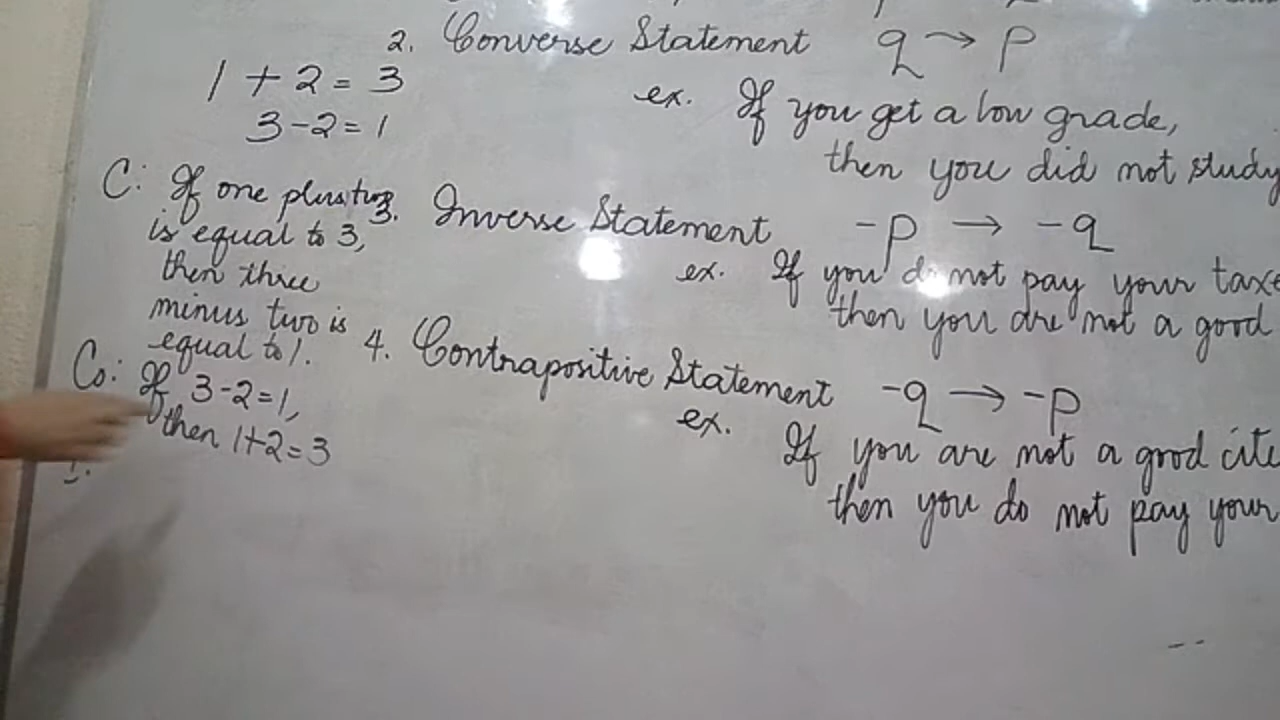 2. Converse Statement q → p
1 + 2 = 3
3-2=1
ex. If you get a low grade,
then you did not study
C: If one plus two
is equal to 3,
then three
minus two is
equal to 1.
3. Inverse Statement -p → -q
ex. If you do not pay your taxe
then you are not a good
4. Contrapositive Statement -q → -p
ex. If you are not a good cite
then you do not pay your
Co: If 3-2=1,
then 1+2=3